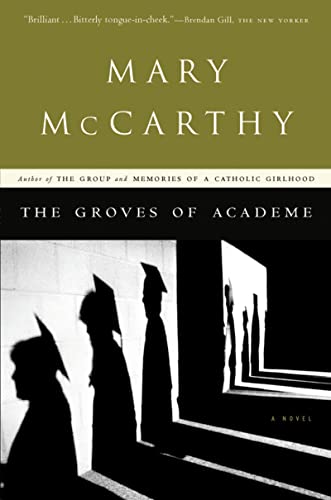 "Brilliant . . . Bitterly tongue-in-cheek."—Brendan Gill, THE NEW YORKER
MARY
McCARTHY
Author of THE GROUP and MEMORIES OF A CATHOLIC GIRLHOOD
THE GROVES OF ACADEME
A NOVEL